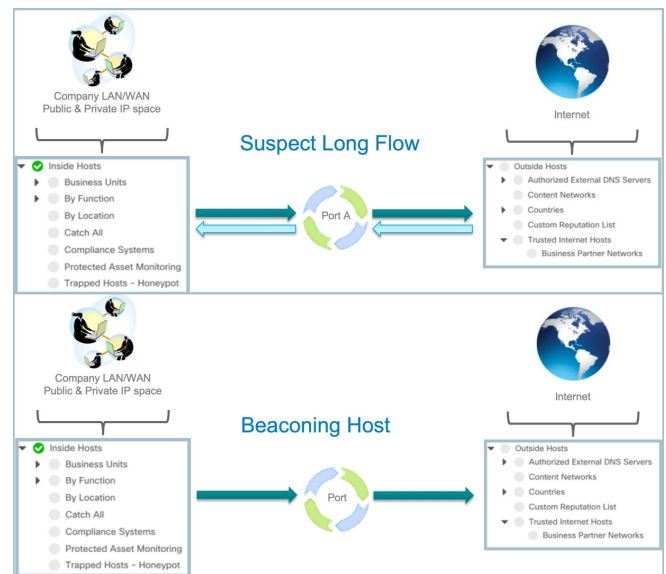 Company LAN/WAN
Public & Private IP space
Internet
Suspect Long Flow
Inside Hosts
Business Units
By Function
By Location
Catch All
Compliance Systems
Protected Asset Monitoring
Trapped Hosts - Honeypot
Port A
Outside Hosts
Authorized External DNS Servers
Content Networks
Countries
Custom Reputation List
Trusted Internet Hosts
Business Partner Networks
Company LAN/WAN
Public & Private IP space
Internet
Beaconing Host
Inside Hosts
Business Units
By Function
By Location
Catch All
Compliance Systems
Protected Asset Monitoring
Trapped Hosts - Honeypot
Port
Outside Hosts
Authorized External DNS Servers
Content Networks
Countries
Custom Reputation List
Trusted Internet Hosts
Business Partner Networks